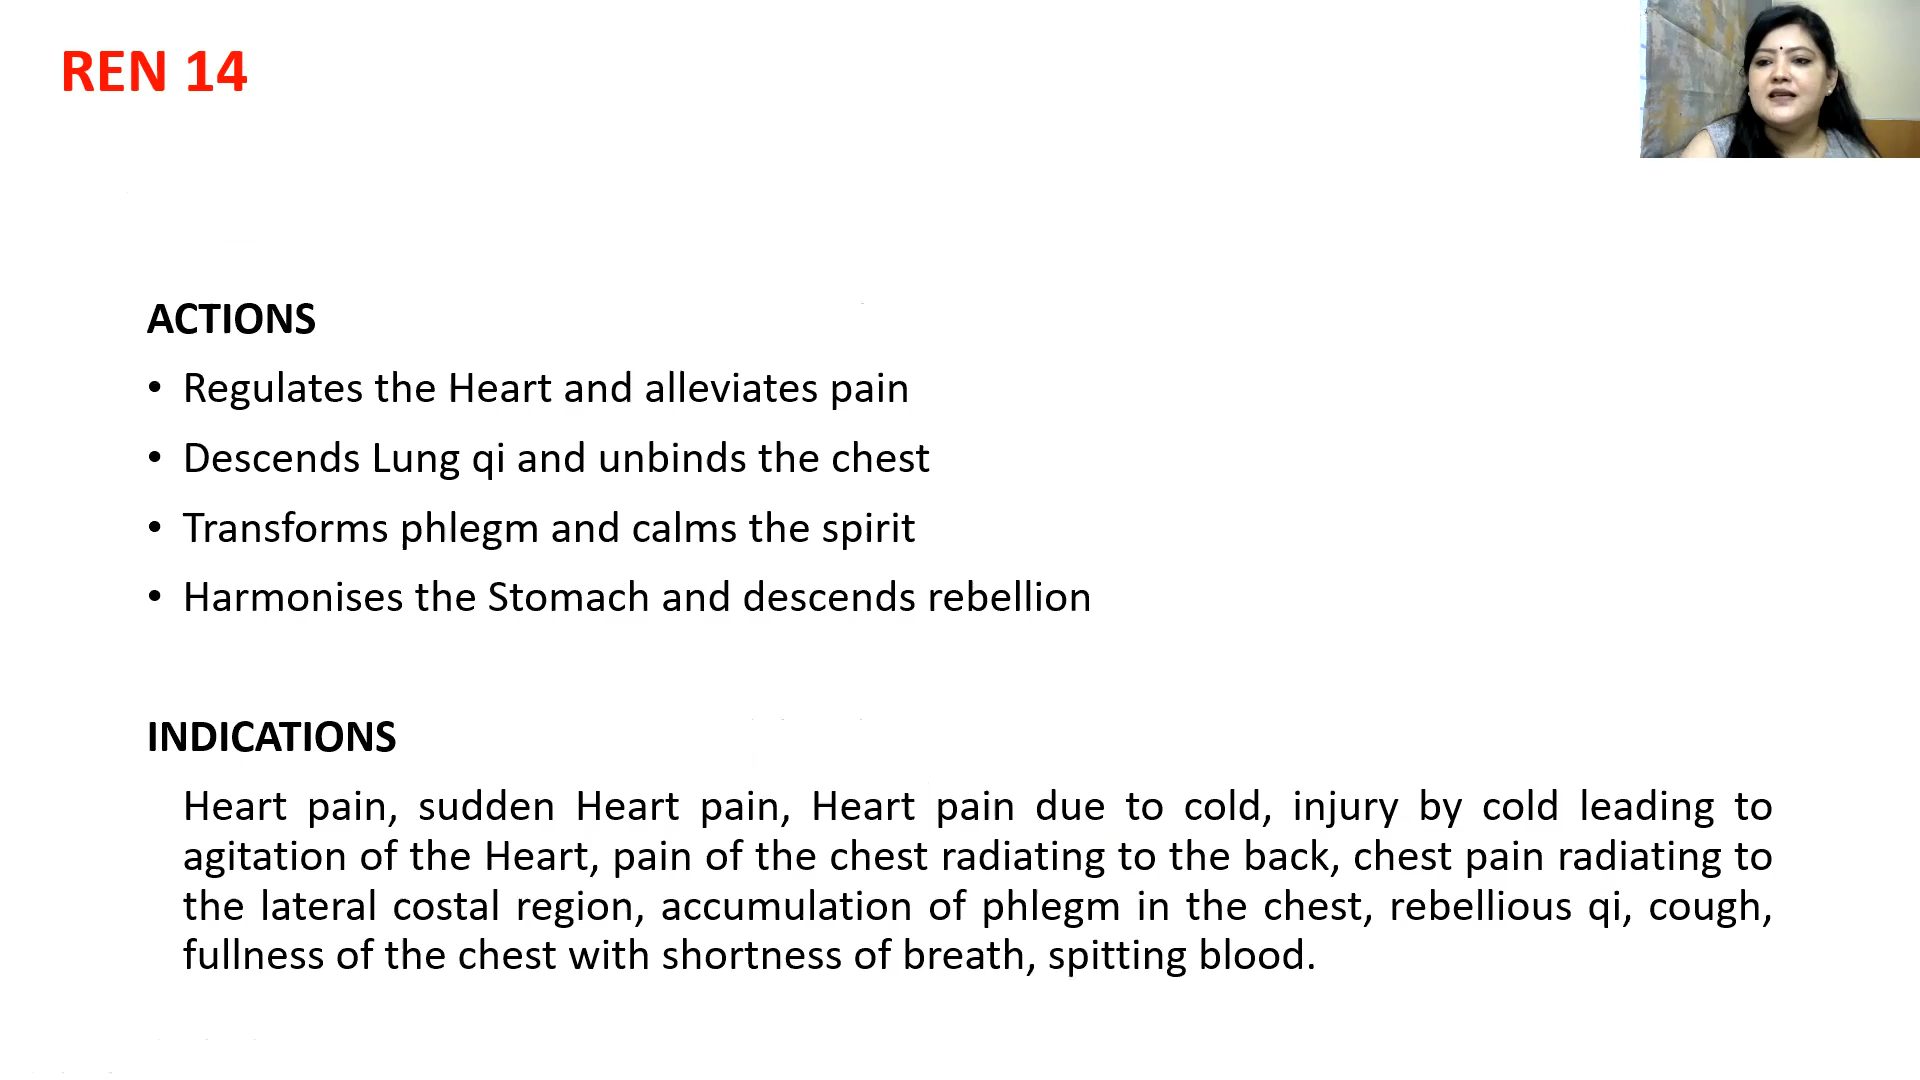 REN 14
ACTIONS
• Regulates the Heart and alleviates pain
• Descends Lung qi and unbinds the chest
• Transforms phlegm and calms the spirit
• Harmonises the Stomach and descends rebellion
INDICATIONS
Heart pain, sudden Heart pain, Heart pain due to cold, injury by cold leading to
agitation of the Heart, pain of the chest radiating to the back, chest pain radiating to
the lateral costal region, accumulation of phlegm in the chest, rebellious qi, cough,
fullness of the chest with shortness of breath, spitting blood.